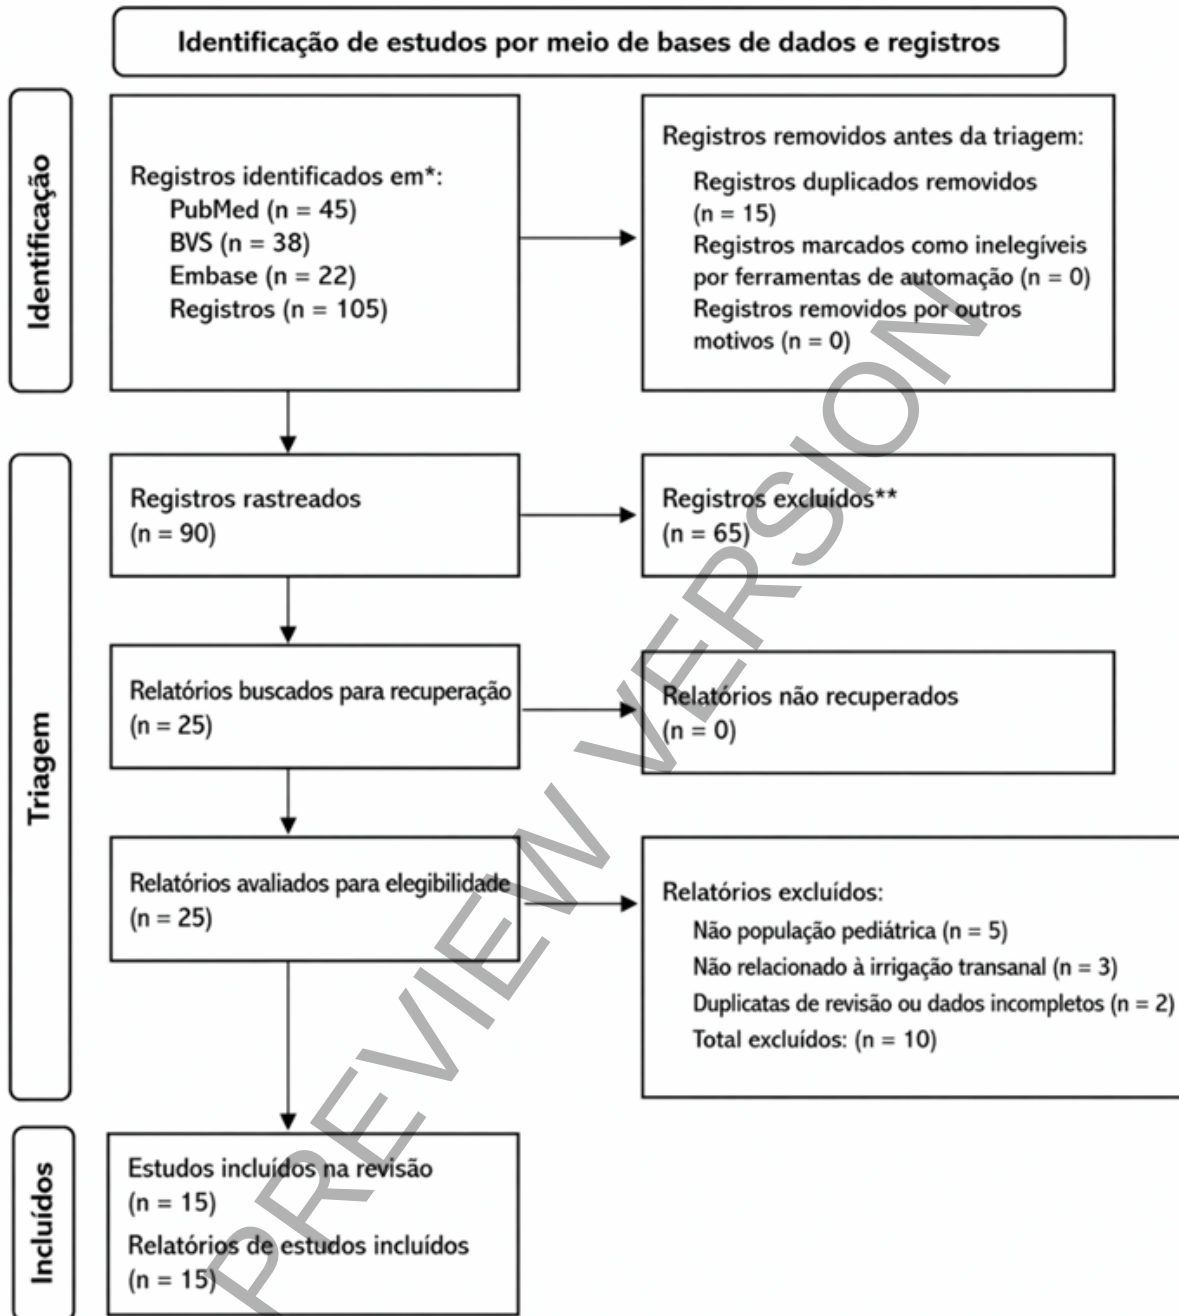 Identificação de estudos por meio de bases de dados e registros
Identificação
Registros identificados em*:
PubMed (n = 45)
BVS (n = 38)
Embase (n = 22)
Registros (n = 105)
Registros removidos antes da triagem:
Registros duplicados removidos
(n = 15)
Registros marcados como inelegíveis
por ferramentas de automação (n = 0)
Registros removidos por outros
motivos (n = 0)
Triagem
Registros rastreados
(n = 90)
Registros excluídos**
(n = 65)
Relatórios buscados para recuperação
(n = 25)
Relatórios não recuperados
(n = 0)
Relatórios avaliados para elegibilidade
(n = 25)
Relatórios excluídos:
Não população pediátrica (n = 5)
Não relacionado à irrigação transanal (n = 3)
Duplicatas de revisão ou dados incompletos (n = 2)
Total excluídos: (n = 10)
Incluídos
Estudos incluídos na revisão
(n = 15)
Relatórios de estudos incluídos
(n = 15)
PREVIEW VERSION